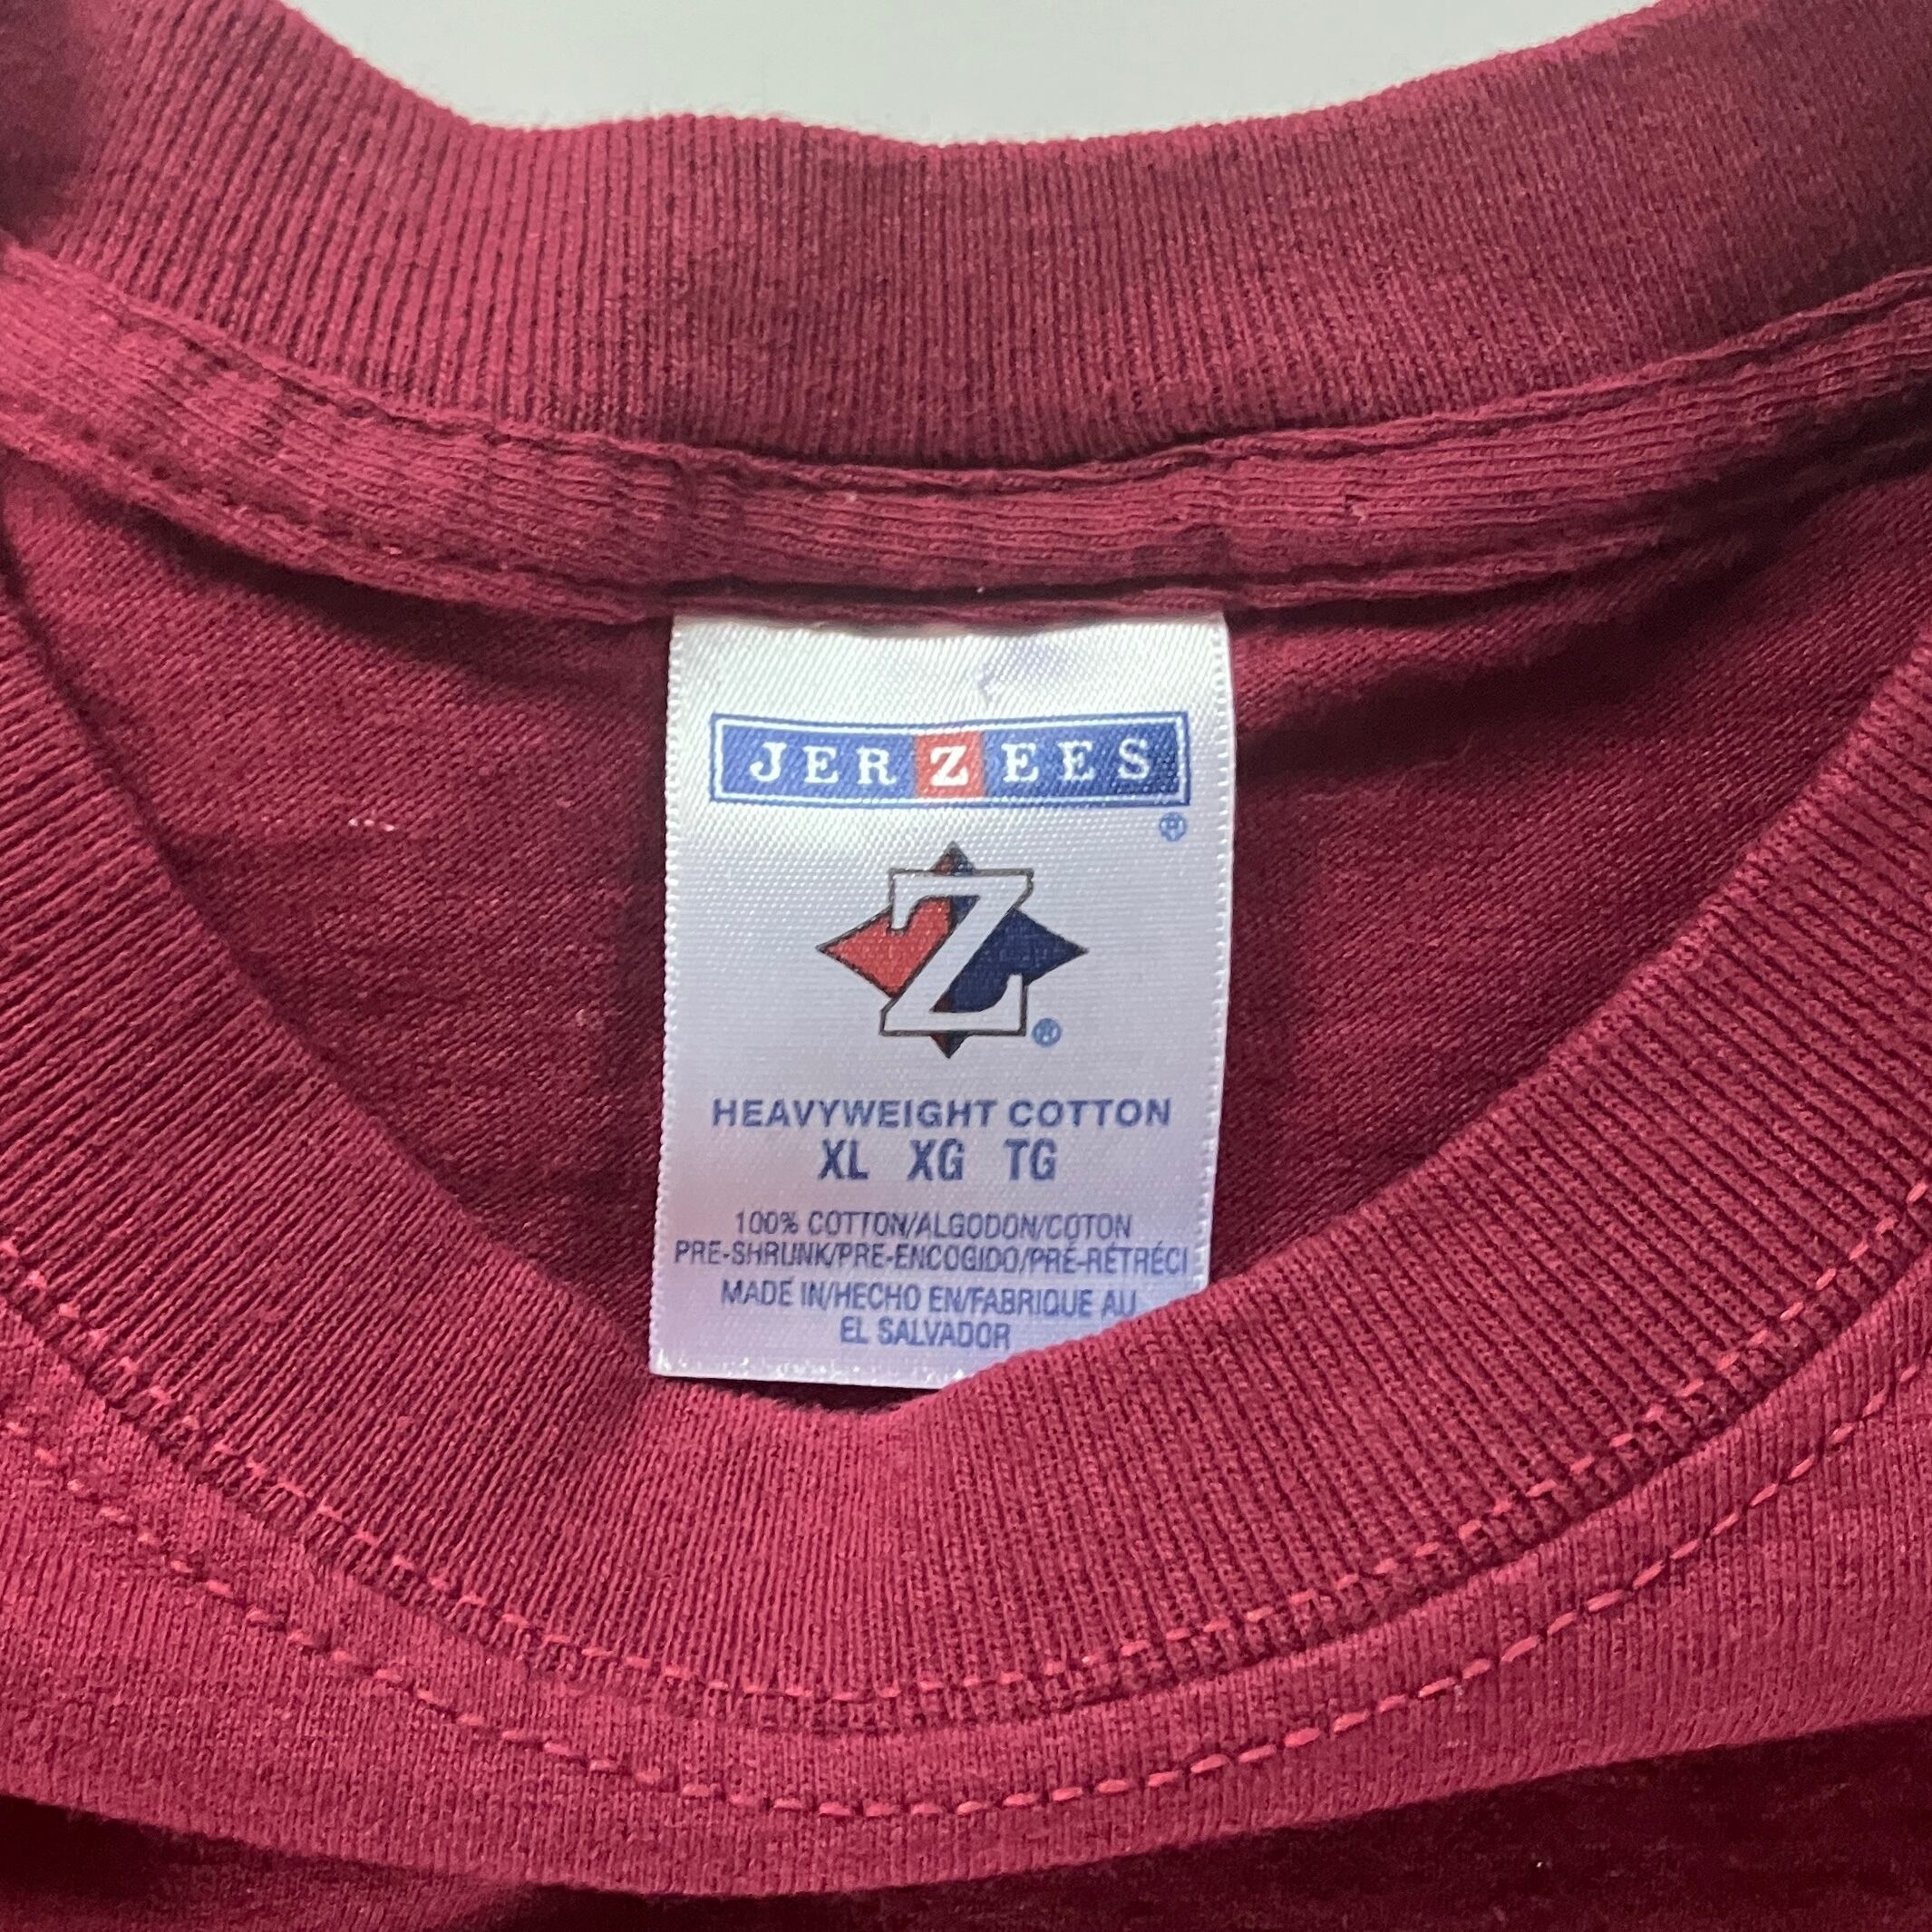 JERZEES
®
Z
®
HEAVYWEIGHT COTTON
XL XG TG
100% COTTON/ALGODON/COTON
PRE-SHRUNK/PRE-ENCOGIDO/PRÉ-RÉTRÉCI
MADE IN/HECHO EN/FABRIQUE AU
EL SALVADOR